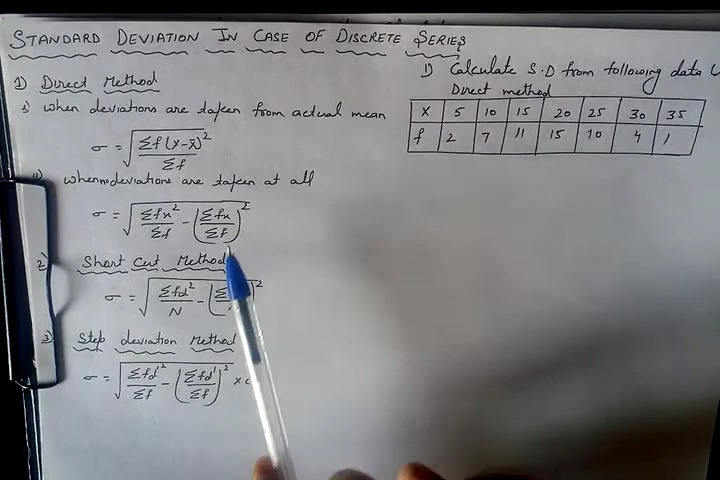 STANDARD DEVIATION IN CASE OF DISCRETE SERIES
1) Direct Method
i) when deviations are taken from actual mean
σ = √(Σf(x-x̄)²/Σf)
ii) when no deviations are taken at all
σ = √(Σfx²/Σf - (Σfx/Σf)²)
2) Short Cut Method
σ = √(Σfd²/N - (Σ )²
3) Step deviation Method
σ = √(Σfd'²/Σf - (Σfd'/Σf)²) × c
1) Calculate S.D from following data
Direct method
X 5 10 15 20 25 30 35
f 2 7 11 15 10 4 1